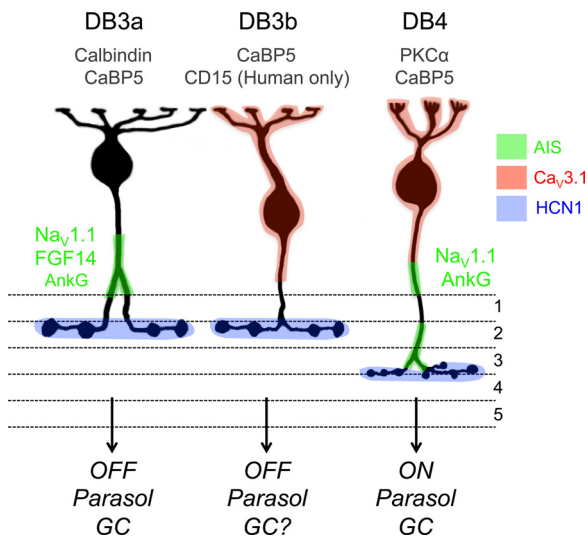 DB3a
Calbindin
CaBP5
DB3b
CaBP5
CD15 (Human only)
DB4
PKCα
CaBP5
AIS
CaV3.1
HCN1
NaV1.1
FGF14
AnkG
NaV1.1
AnkG
1
2
3
4
5
OFF
Parasol
GC
OFF
Parasol
GC?
ON
Parasol
GC